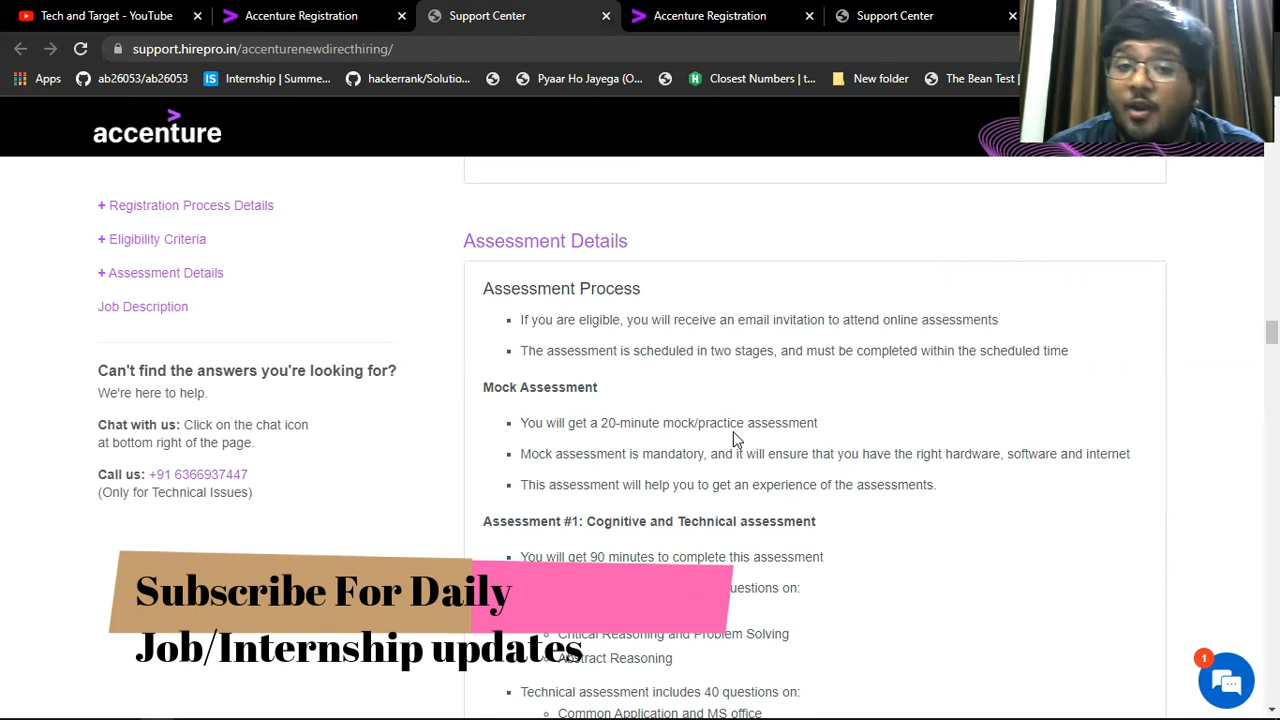 Tech and Target - YouTube
Accenture Registration
Support Center
Accenture Registration
Support Center
support.hirepro.in/accenturenewdirecthiring/
Apps
ab26053/ab26053
IS
Internship | Summe...
hackerrank/Solutio...
Pyaar Ho Jayega (O...
Closest Numbers | t...
New folder
The Bean Test |
>
accenture
+ Registration Process Details
+ Eligibility Criteria
+ Assessment Details
Job Description
Can't find the answers you're looking for?
We're here to help.
Chat with us: Click on the chat icon
at bottom right of the page.
Call us: +91 6366937447
(Only for Technical Issues)
Assessment Details
Assessment Process
▪ If you are eligible, you will receive an email invitation to attend online assessments
▪ The assessment is scheduled in two stages, and must be completed within the scheduled time
Mock Assessment
▪ You will get a 20-minute mock/practice assessment
▪ Mock assessment is mandatory, and it will ensure that you have the right hardware, software and internet
▪ This assessment will help you to get an experience of the assessments.
Assessment #1: Cognitive and Technical assessment
You will get 90 minutes to complete this assessment
uestions on:
Critical Reasoning and Problem Solving
Abstract Reasoning
▪ Technical assessment includes 40 questions on:
Common Application and MS office
Subscribe For Daily
Job/Internship updates
1